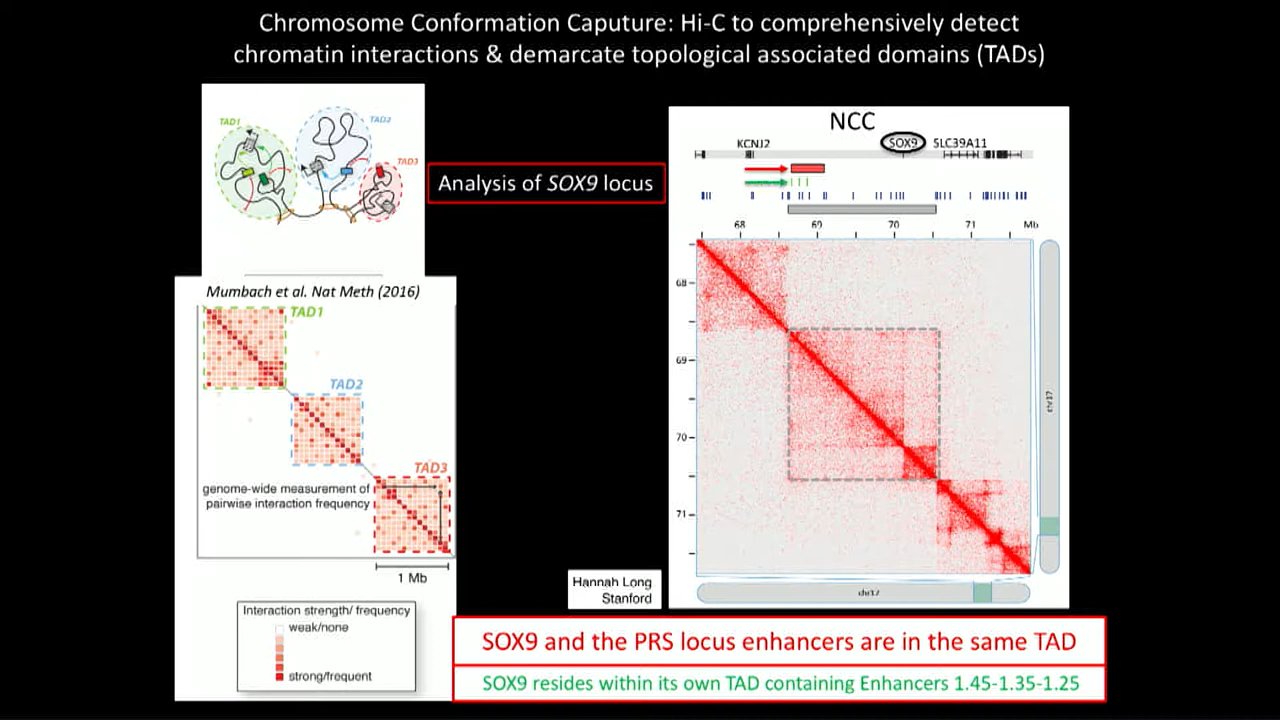 Chromosome Conformation Caputure: Hi-C to comprehensively detect
chromatin interactions & demarcate topological associated domains (TADs)
TAD1
TAD2
TAD3
Analysis of SOX9 locus
Mumbach et al. Nat Meth (2016)
TAD1
TAD2
TAD3
genome-wide measurement of
pairwise interaction frequency
1 Mb
Interaction strength/ frequency
weak/none
strong/frequent
NCC
KCNJ2
SOX9
SLC39A11
68
69
70
71
Mb
68
69
70
71
chr17
chr17
Hannah Long
Stanford
SOX9 and the PRS locus enhancers are in the same TAD
SOX9 resides within its own TAD containing Enhancers 1.45-1.35-1.25